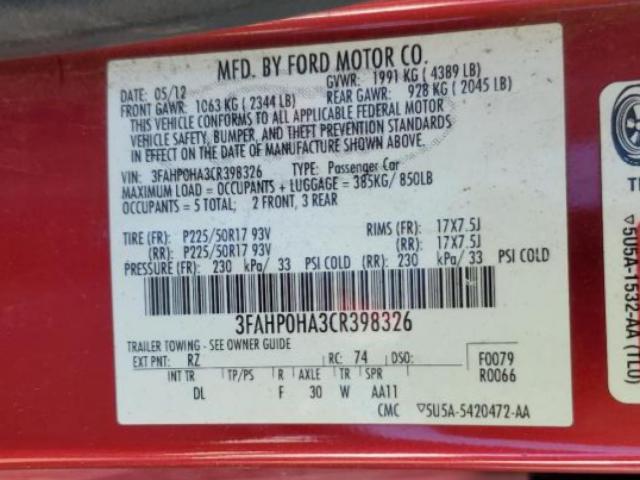 MFD. BY FORD MOTOR CO.
DATE: 05/12 GVWR: 1991 KG ( 4389 LB)
FRONT GAWR: 1063 KG ( 2344 LB) REAR GAWR: 928 KG ( 2045 LB)
THIS VEHICLE CONFORMS TO ALL APPLICABLE FEDERAL MOTOR
VEHICLE SAFETY, BUMPER, AND THEFT PREVENTION STANDARDS
IN EFFECT ON THE DATE OF MANUFACTURE SHOWN ABOVE
VIN: 3FAHP0HA3CR398326 TYPE: Passenger Car
MAXIMUM LOAD = OCCUPANTS + LUGGAGE = 385KG/ 850LB
OCCUPANTS = 5 TOTAL; 2 FRONT, 3 REAR
TIRE (FR): P225/50R17 93V RIMS (FR): 17X7.5J
(RR): P225/50R17 93V (RR): 17X7.5J
PRESSURE (FR): 230 kPa/ 33 PSI COLD (RR): 230 kPa/ 33 PSI COLD
3FAHP0HA3CR398326
TRAILER TOWING - SEE OWNER GUIDE
EXT PNT: RZ RC: 74 DSO: F0079
R0066
INT TR TP/PS R AXLE TR SPR
DL F 30 W AA11
CMC ▽5U5A-5420472-AA
▽5U5A-1532-AA (TLO)